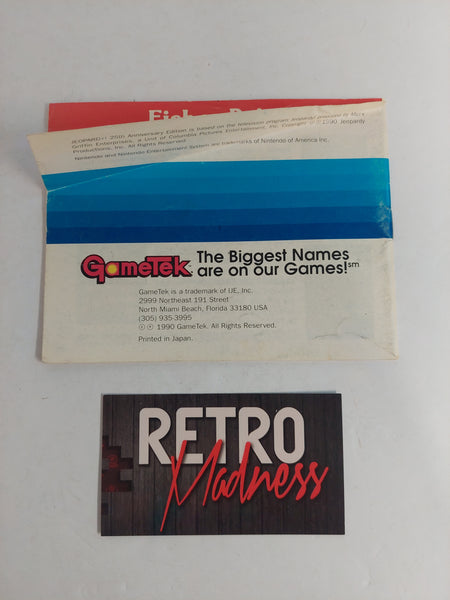 JEOPARDY! 25th Anniversary Edition is based on the television program Jeopardy! produced by Merv
Griffin Enterprises, a Unit of Columbia Pictures Entertainment, Inc. Copyright © 1990 Jeopardy
Productions, Inc. All Rights Reserved.
Nintendo and Nintendo Entertainment System are trademarks of Nintendo of America Inc.
GameTek The Biggest Names
are on our Games!℠
GameTek is a trademark of IJE, Inc.
2999 Northeast 191 Street
North Miami Beach, Florida 33180 USA
(305) 935-3995
℗ © 1990 GameTek. All Rights Reserved.
Printed in Japan.
RETRO
Madness